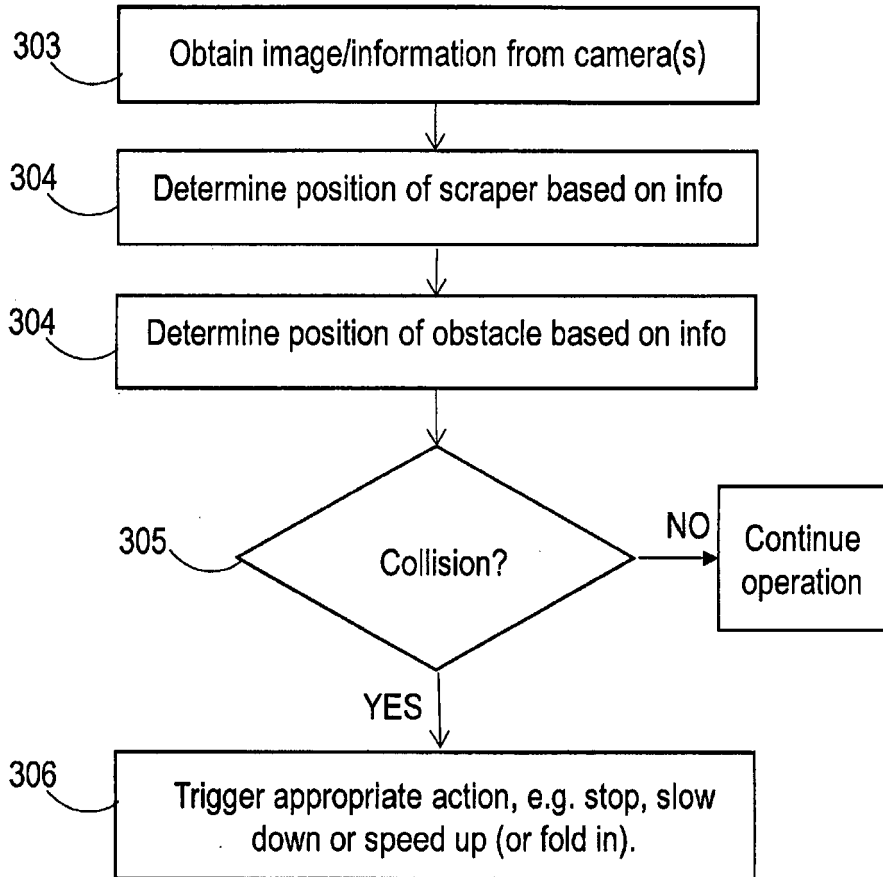 303
Obtain image/information from camera(s)
304
Determine position of scraper based on info
304
Determine position of obstacle based on info
305
Collision?
NO
Continue
operation
YES
306
Trigger appropriate action, e.g. stop, slow
down or speed up (or fold in).